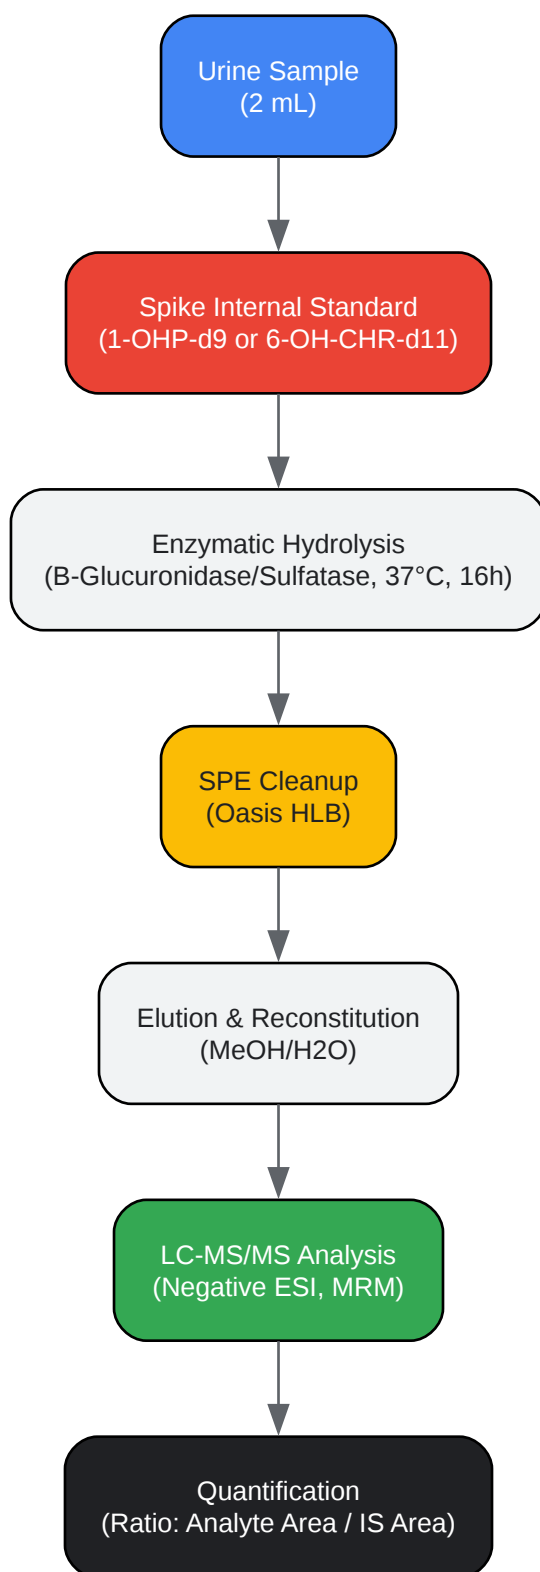 Urine Sample
(2 mL)
Spike Internal Standard
(1-OHP-d9 or 6-OH-CHR-d11)
Enzymatic Hydrolysis
(B-Glucuronidase/Sulfatase, 37°C, 16h)
SPE Cleanup
(Oasis HLB)
Elution & Reconstitution
(MeOH/H2O)
LC-MS/MS Analysis
(Negative ESI, MRM)
Quantification
(Ratio: Analyte Area / IS Area)